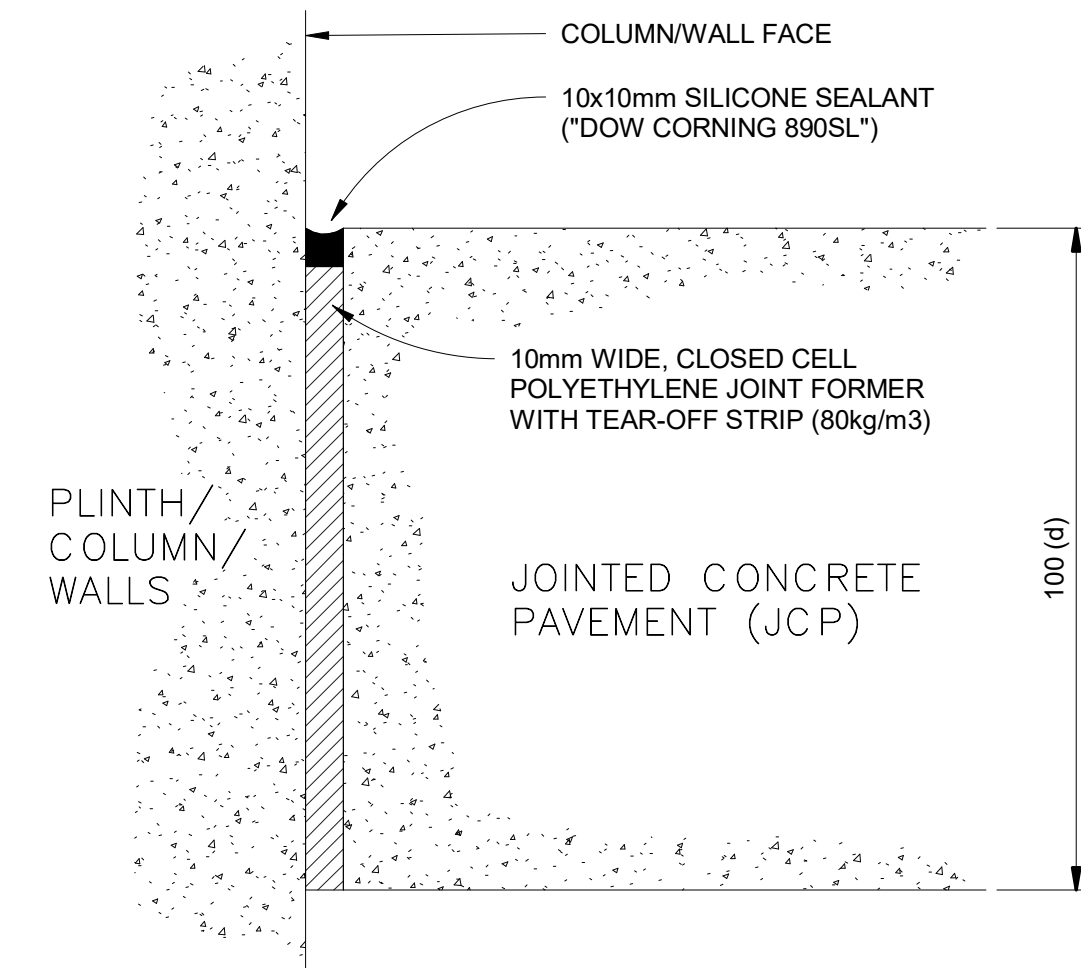 COLUMN/WALL FACE
10x10mm SILICONE SEALANT
("DOW CORNING 890SL")
10mm WIDE, CLOSED CELL
POLYETHYLENE JOINT FORMER
WITH TEAR-OFF STRIP (80kg/m3)
PLINTH/
COLUMN/
WALLS
JOINTED CONCRETE
PAVEMENT (JCP)
100 (d)